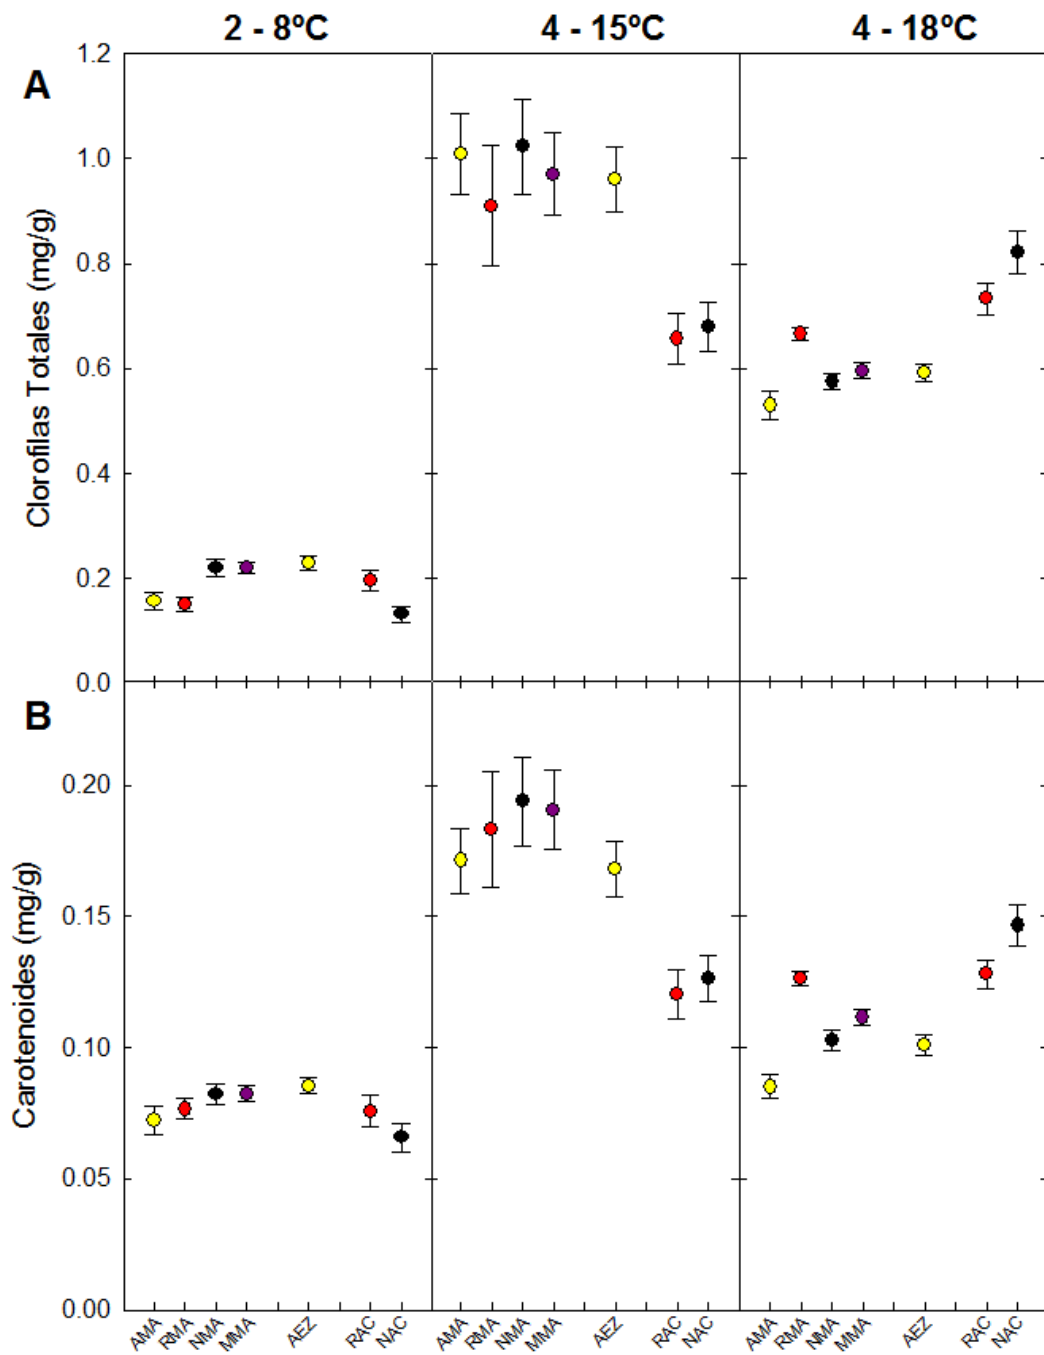 2 - 8ºC 4 - 15ºC 4 - 18ºC
A
Clorofilas Totales (mg/g)
1.2
1.0
0.8
0.6
0.4
0.2
0.0
B
Carotenoides (mg/g)
0.20
0.15
0.10
0.05
0.00
AMA RMA NMA MMA AEZ RAC NAC AMA RMA NMA MMA AEZ RAC NAC AMA RMA NMA MMA AEZ RAC NAC